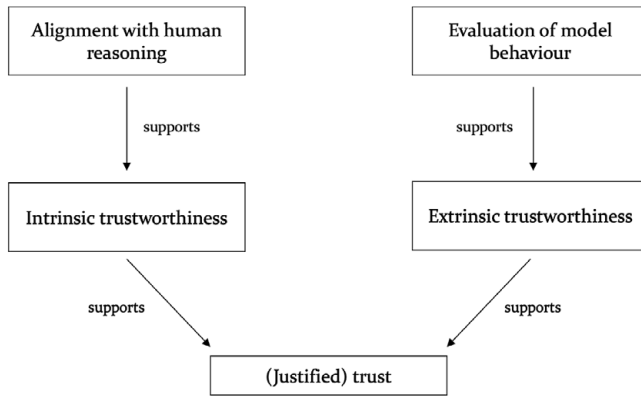 Alignment with human
reasoning
Evaluation of model
behaviour
supports
supports
Intrinsic trustworthiness
Extrinsic trustworthiness
supports
supports
(Justified) trust